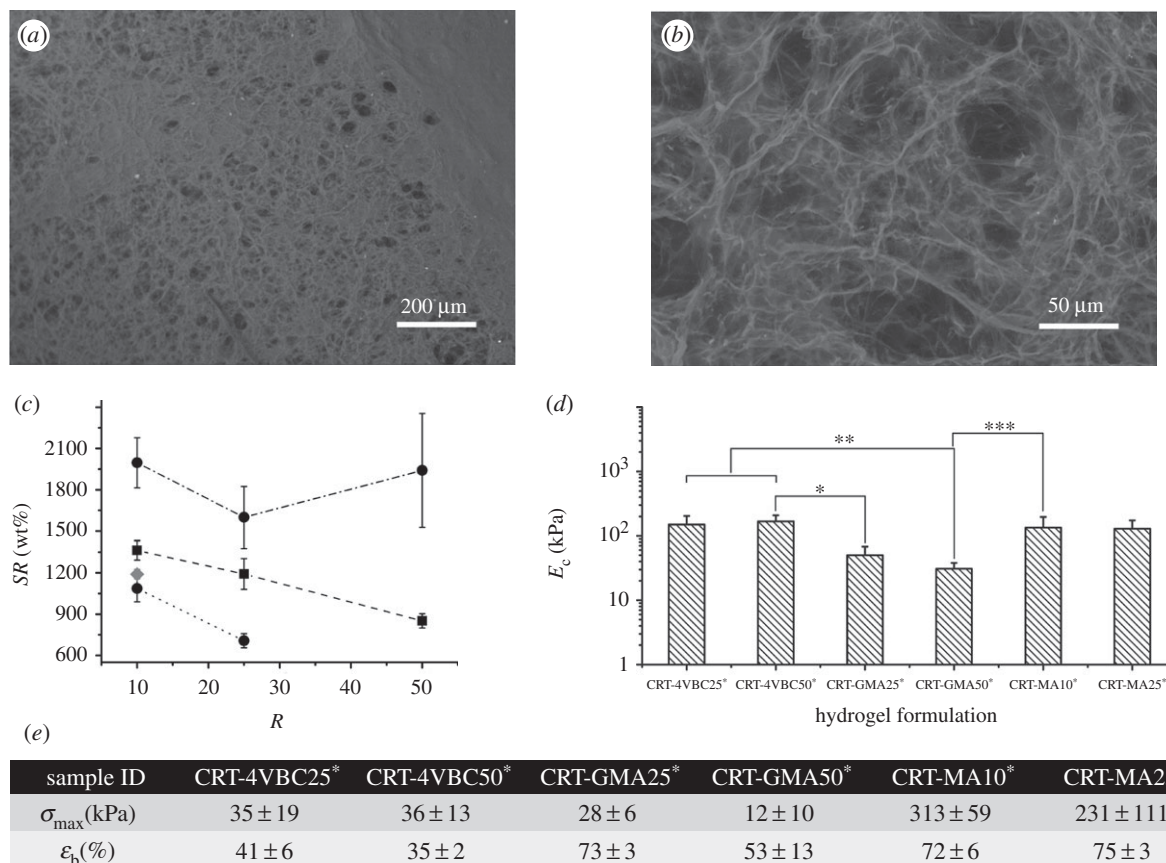 (a)
200 μm
(b)
50 μm
(c)
SR (wt%)
2100
1800
1500
1200
900
600
10 20 30 40 50
R
(d)
E_c (kPa)
10³
10²
10
1
** ***
*
CRT-4VBC25* CRT-4VBC50* CRT-GMA25* CRT-GMA50* CRT-MA10* CRT-MA25*
hydrogel formulation
(e)
sample ID CRT-4VBC25* CRT-4VBC50* CRT-GMA25* CRT-GMA50* CRT-MA10* CRT-MA2
σ_max(kPa) 35 ± 19 36 ± 13 28 ± 6 12 ± 10 313 ± 59 231 ± 111
ε_b(%) 41 ± 6 35 ± 2 73 ± 3 53 ± 13 72 ± 6 75 ± 3